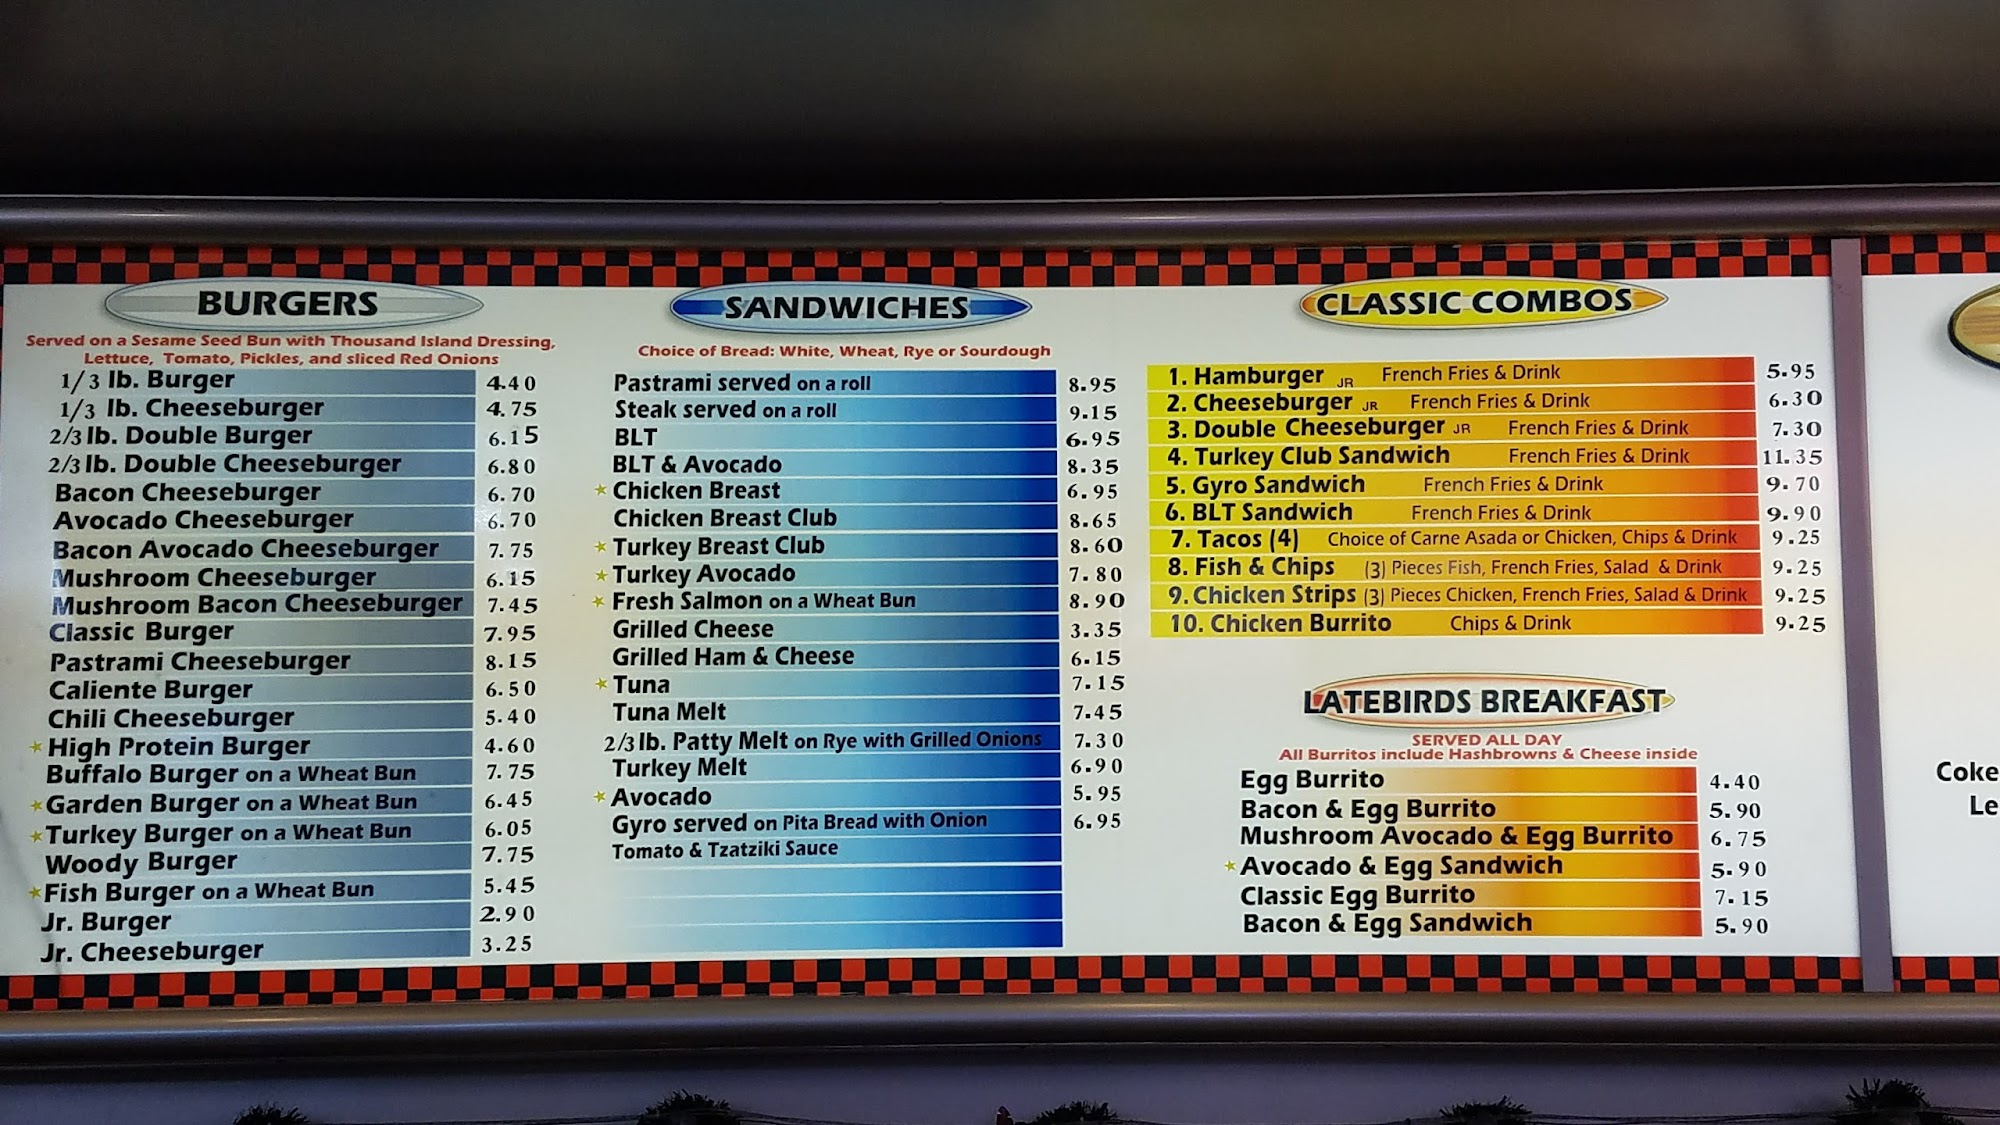 BURGERS
Served on a Sesame Seed Bun with Thousand Island Dressing,
Lettuce, Tomato, Pickles, and sliced Red Onions
1/3 lb. Burger 4.40
1/3 lb. Cheeseburger 4.75
2/3 lb. Double Burger 6.15
2/3 lb. Double Cheeseburger 6.80
Bacon Cheeseburger 6.70
Avocado Cheeseburger 6.70
Bacon Avocado Cheeseburger 7.75
Mushroom Cheeseburger 6.15
Mushroom Bacon Cheeseburger 7.45
Classic Burger 7.95
Pastrami Cheeseburger 8.15
Caliente Burger 6.50
Chili Cheeseburger 5.40
High Protein Burger 4.60
Buffalo Burger on a Wheat Bun 7.75
Garden Burger on a Wheat Bun 6.45
Turkey Burger on a Wheat Bun 6.05
Woody Burger 7.75
Fish Burger on a Wheat Bun 5.45
Jr. Burger 2.90
Jr. Cheeseburger 3.25
SANDWICHES
Choice of Bread: White, Wheat, Rye or Sourdough
Pastrami served on a roll 8.95
Steak served on a roll 9.15
BLT 6.95
BLT & Avocado 8.35
Chicken Breast 6.95
Chicken Breast Club 8.65
Turkey Breast Club 8.60
Turkey Avocado 7.80
Fresh Salmon on a Wheat Bun 8.90
Grilled Cheese 3.35
Grilled Ham & Cheese 6.15
Tuna 7.15
Tuna Melt 7.45
2/3 lb. Patty Melt on Rye with Grilled Onions 7.30
Turkey Melt 6.90
Avocado 5.95
Gyro served on Pita Bread with Onion 6.95
Tomato & Tzatziki Sauce
CLASSIC COMBOS
1. Hamburger JR French Fries & Drink 5.95
2. Cheeseburger JR French Fries & Drink 6.30
3. Double Cheeseburger JR French Fries & Drink 7.30
4. Turkey Club Sandwich French Fries & Drink 11.35
5. Gyro Sandwich French Fries & Drink 9.70
6. BLT Sandwich French Fries & Drink 9.90
7. Tacos (4) Choice of Carne Asada or Chicken, Chips & Drink 9.25
8. Fish & Chips (3) Pieces Fish, French Fries, Salad & Drink 9.25
9. Chicken Strips (3) Pieces Chicken, French Fries, Salad & Drink 9.25
10. Chicken Burrito Chips & Drink 9.25
LATEBIRDS BREAKFAST
SERVED ALL DAY
All Burritos include Hashbrowns & Cheese inside
Egg Burrito 4.40
Bacon & Egg Burrito 5.90
Mushroom Avocado & Egg Burrito 6.75
Avocado & Egg Sandwich 5.90
Classic Egg Burrito 7.15
Bacon & Egg Sandwich 5.90
Coke
Le